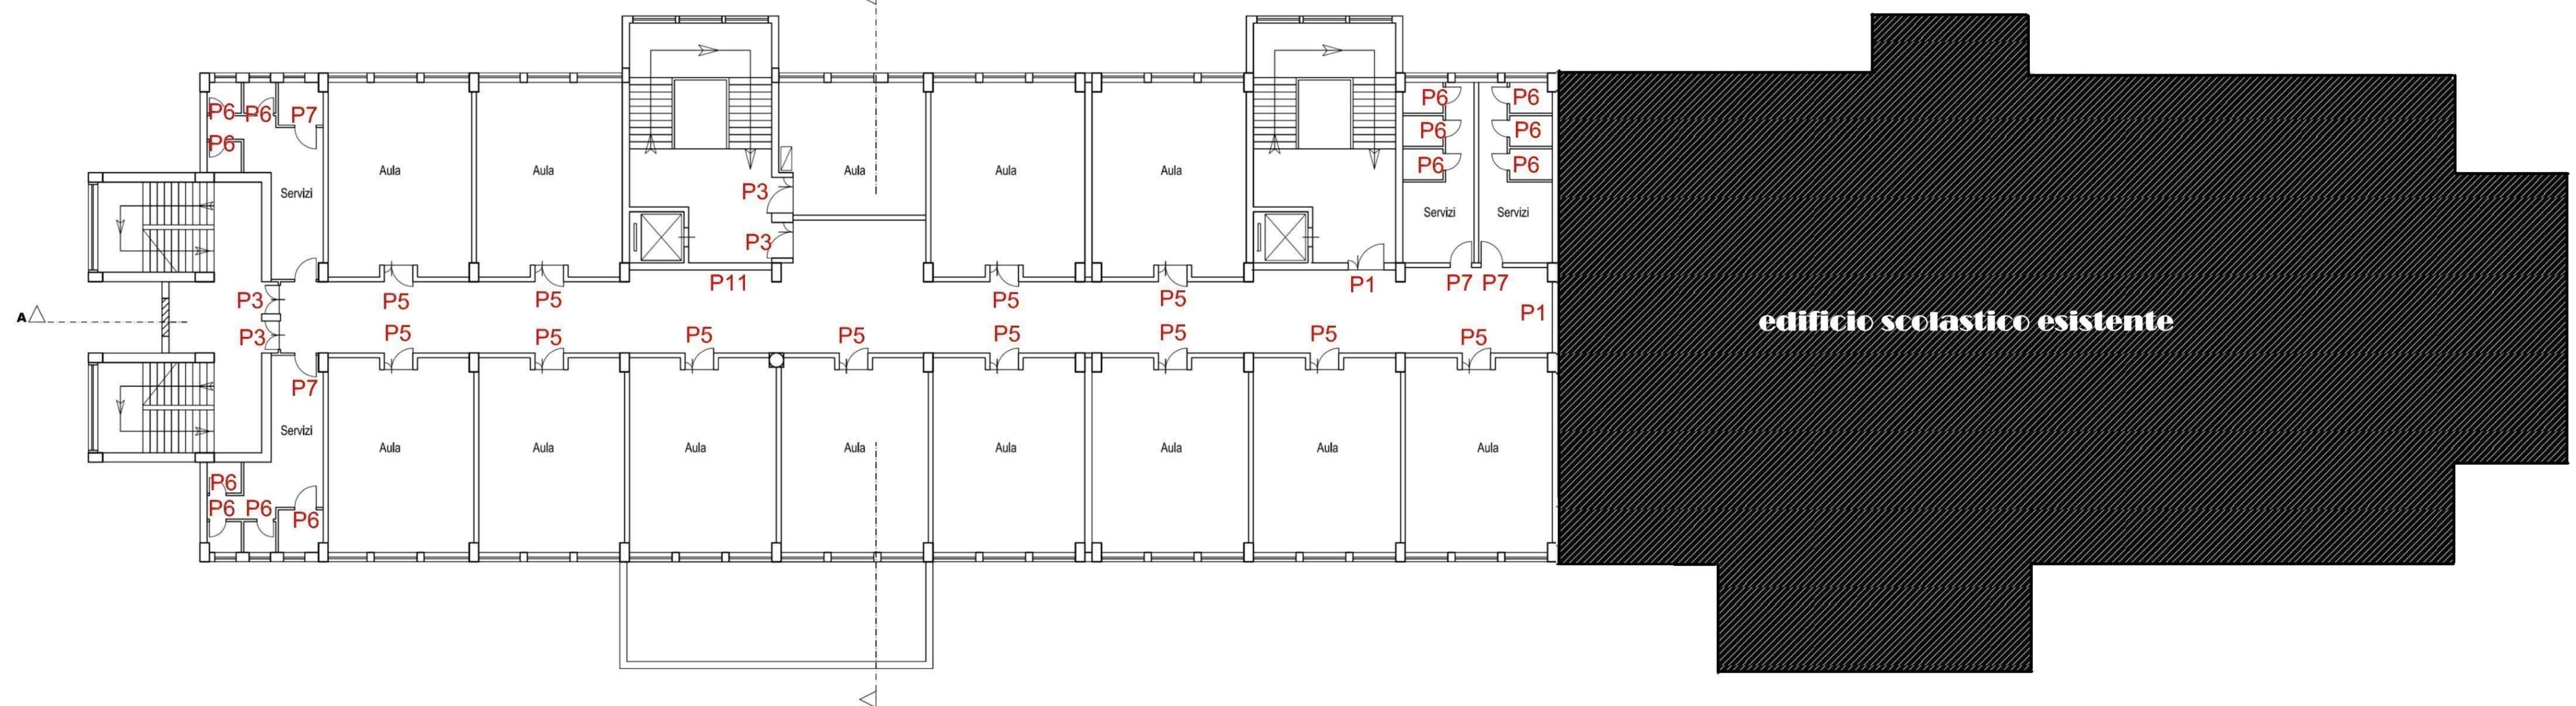 P6 P6 P7 P6 P6
P6 P6
P6
P6 P6
Aula Aula Aula Aula Aula
P3
Servizi
Servizi Servizi
P3
P11 P1 P7 P7
P3 P5 P5 P5 P5
P1
A
edificio scolastico esistente
P3 P5 P5 P5 P5 P5 P5 P5 P5
P7
Servizi
Aula Aula Aula Aula Aula Aula Aula Aula
P6
P6 P6
P6